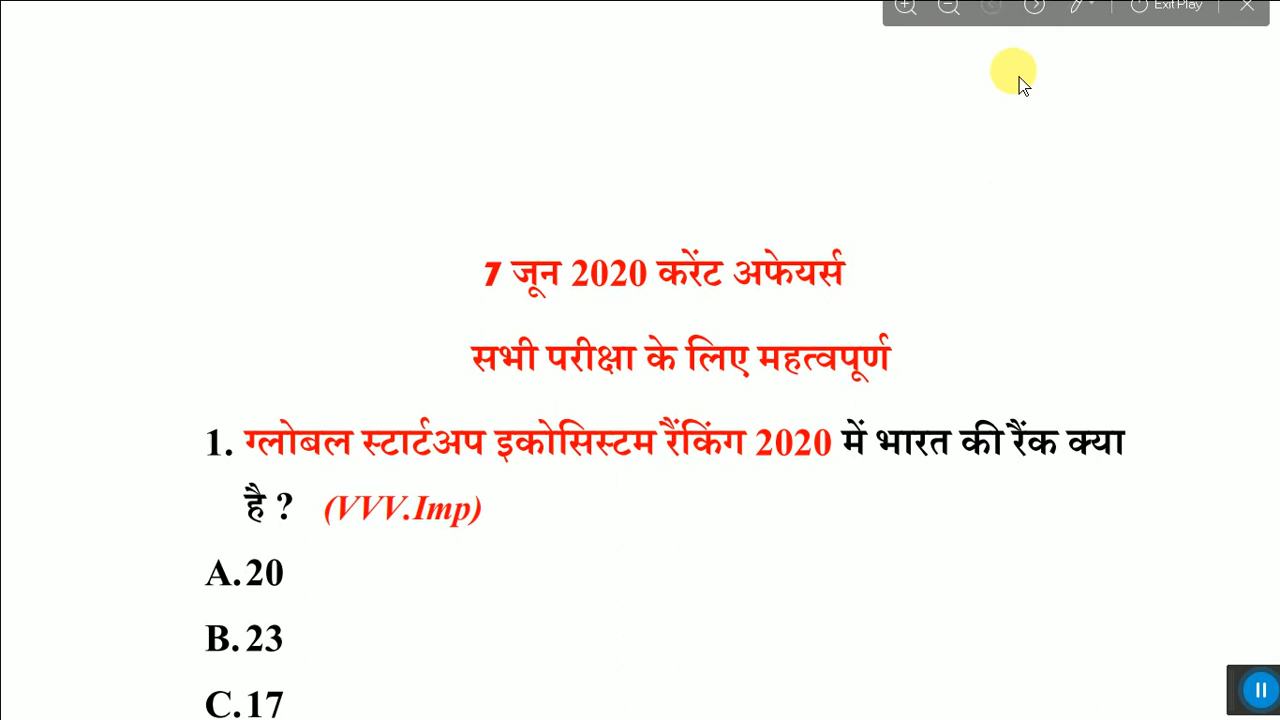 Exit Play
7 जून 2020 करेंट अफेयर्स
सभी परीक्षा के लिए महत्वपूर्ण
1. ग्लोबल स्टार्टअप इकोसिस्टम रैंकिंग 2020 में भारत की रैंक क्या
है ? (VVV.Imp)
A. 20
B. 23
C. 17